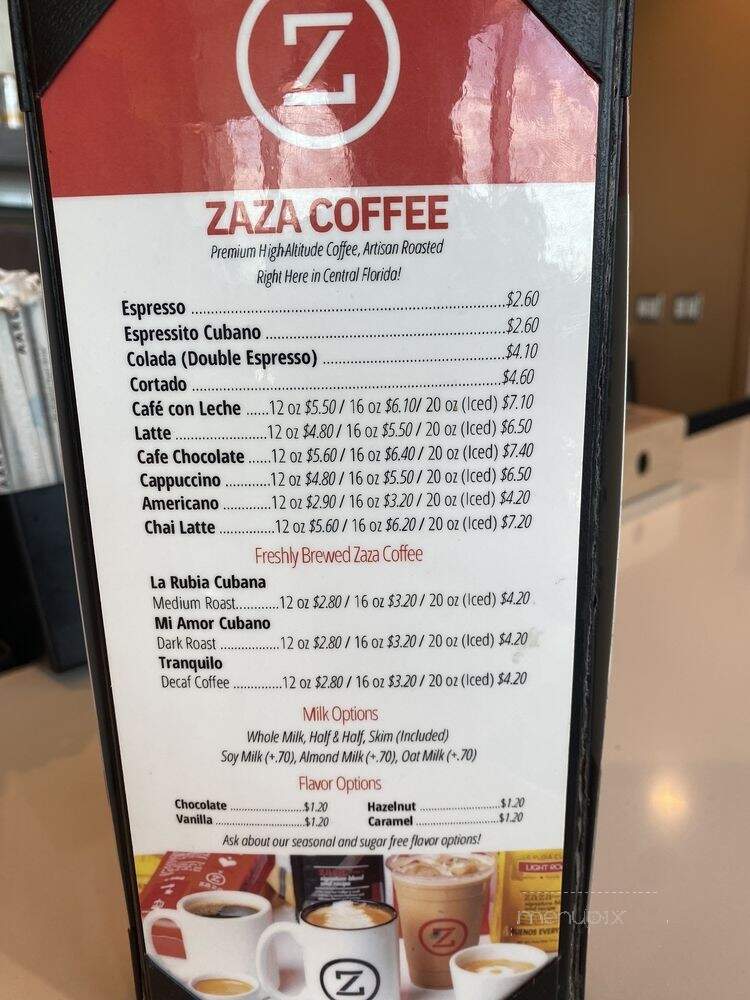 Z
ZAZA COFFEE
Premium High Altitude Coffee, Artisan Roasted
Right Here in Central Florida!
Espresso ........ $2.60
Espressito Cubano ........ $2.60
Colada (Double Espresso) ........ $4.10
Cortado ........ $4.60
Café con Leche ......12 oz $5.50 / 16 oz $6.10/ 20 oz (Iced) $7.10
Latte ........12 oz $4.80 / 16 oz $5.50 / 20 oz (Iced) $6.50
Cafe Chocolate ......12 oz $5.60 / 16 oz $6.40 / 20 oz (Iced) $7.40
Cappuccino ........12 oz $4.80 / 16 oz $5.50 / 20 oz (Iced) $6.50
Americano ........12 oz $2.90 / 16 oz $3.20 / 20 oz (Iced) $4.20
Chai Latte ........12 oz $5.60 / 16 oz $6.20 / 20 oz (Iced) $7.20
Freshly Brewed Zaza Coffee
La Rubia Cubana
Medium Roast........12 oz $2.80 / 16 oz $3.20 / 20 oz (Iced) $4.20
Mi Amor Cubano
Dark Roast ........12 oz $2.80 / 16 oz $3.20 / 20 oz (Iced) $4.20
Tranquilo
Decaf Coffee ........12 oz $2.80 / 16 oz $3.20 / 20 oz (Iced) $4.20
Milk Options
Whole Milk, Half & Half, Skim (Included)
Soy Milk (+.70), Almond Milk (+.70), Oat Milk (+.70)
Flavor Options
Chocolate ........$1.20 Hazelnut ........$1.20
Vanilla ........$1.20 Caramel ........$1.20
Ask about our seasonal and sugar free flavor options!
signature blend
LIGHT RO
zaza
signature blend
BUENOS EVERY
Z
Z
menupix